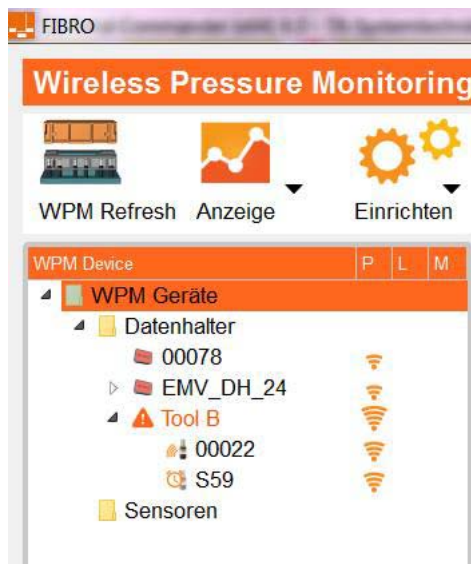 FIBRO
Wireless Pressure Monitoring
WPM Refresh Anzeige Einrichten
WPM Device P L M
WPM Geräte
Datenhalter
00078
EMV_DH_24
Tool B
00022
S59
Sensoren